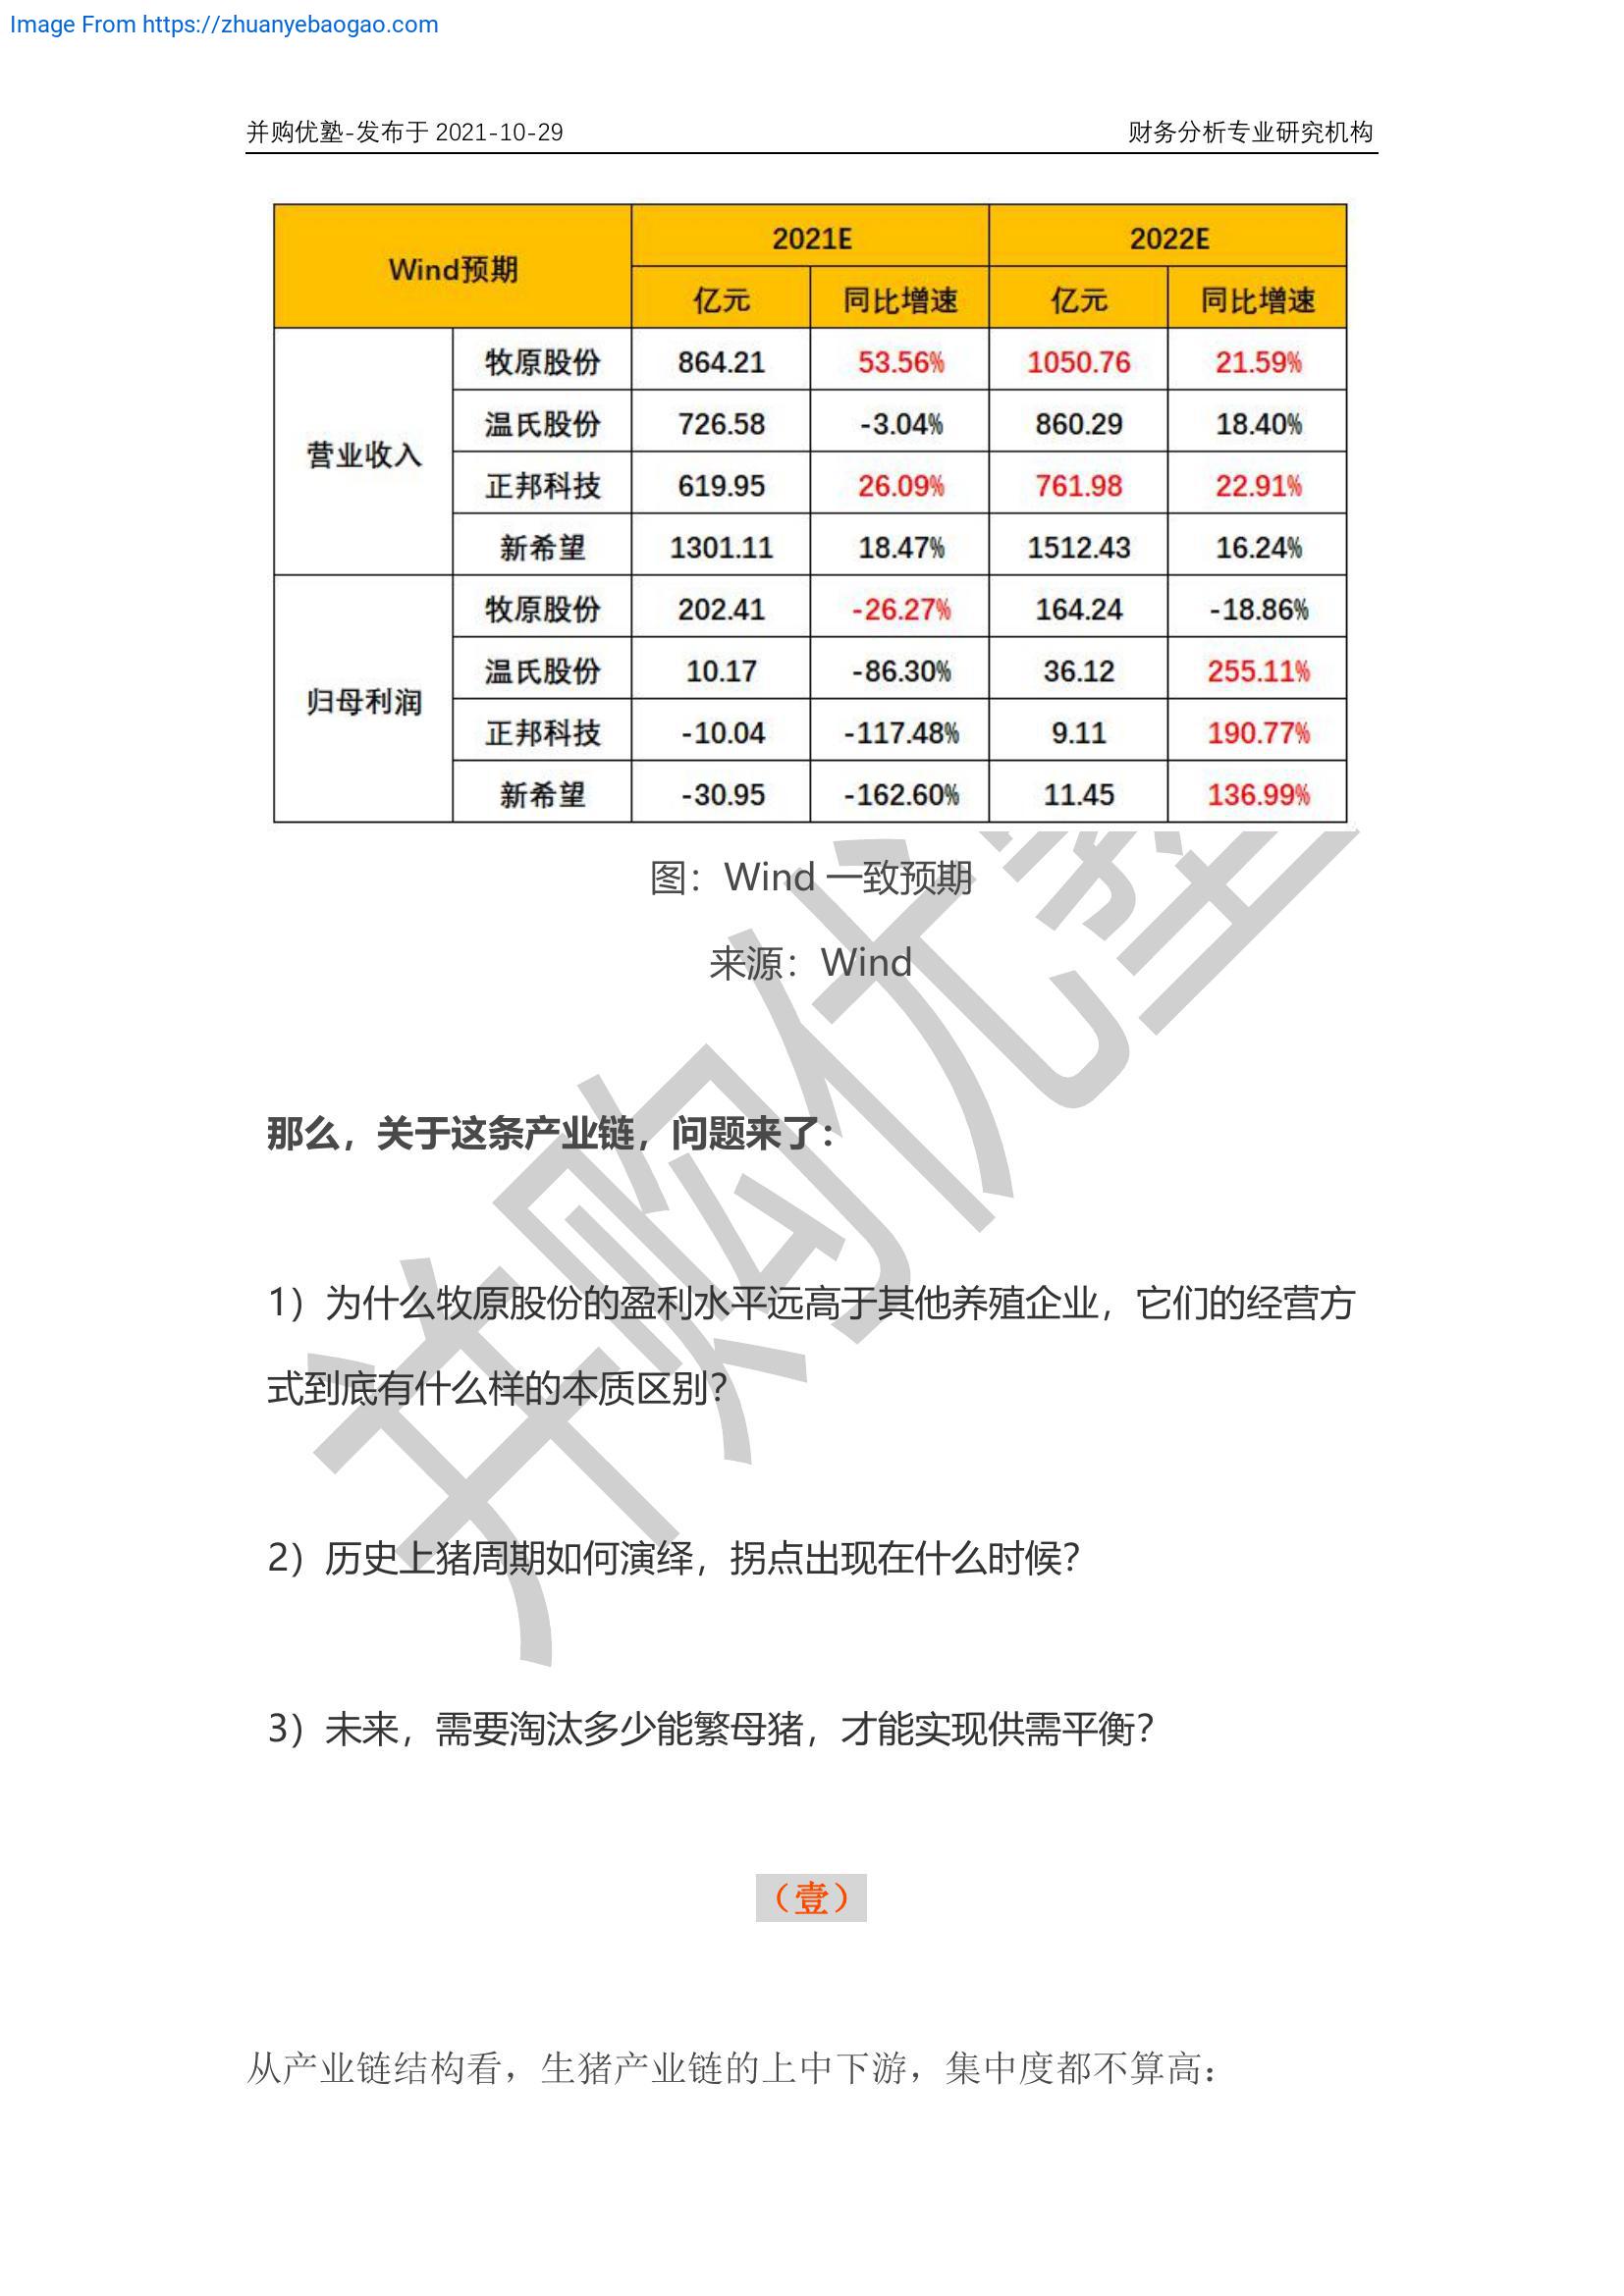 Image From https://zhuanyebaogao.com
并购优塾-发布于 2021-10-29 财务分析专业研究机构
Wind预期 2021E 2022E
亿元 同比增速 亿元 同比增速
营业收入 牧原股份 864.21 53.56% 1050.76 21.59%
温氏股份 726.58 -3.04% 860.29 18.40%
正邦科技 619.95 26.09% 761.98 22.91%
新希望 1301.11 18.47% 1512.43 16.24%
归母利润 牧原股份 202.41 -26.27% 164.24 -18.86%
温氏股份 10.17 -86.30% 36.12 255.11%
正邦科技 -10.04 -117.48% 9.11 190.77%
新希望 -30.95 -162.60% 11.45 136.99%
图：Wind 一致预期
来源：Wind
并购优塾
那么，关于这条产业链，问题来了：
1）为什么牧原股份的盈利水平远高于其他养殖企业，它们的经营方
式到底有什么样的本质区别？
2）历史上猪周期如何演绎，拐点出现在什么时候？
3）未来，需要淘汰多少能繁母猪，才能实现供需平衡？
（壹）
从产业链结构看，生猪产业链的上中下游，集中度都不算高：